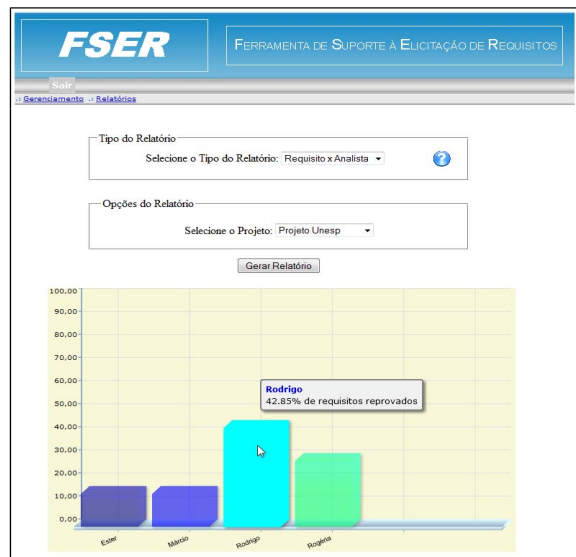 FSER
FERRAMENTA DE SUPORTE À ELICITAÇÃO DE REQUISITOS
Sair
.: Gerenciamento .: Relatórios
Tipo do Relatório
Selecione o Tipo do Relatório: Requisito x Analista
Opções do Relatório
Selecione o Projeto: Projeto Unesp
Gerar Relatório
100,00
90,00
80,00
70,00
60,00
50,00
40,00
30,00
20,00
10,00
0,00
Rodrigo
42.85% de requisitos reprovados
Ester Márcio Rodrigo Rogéria